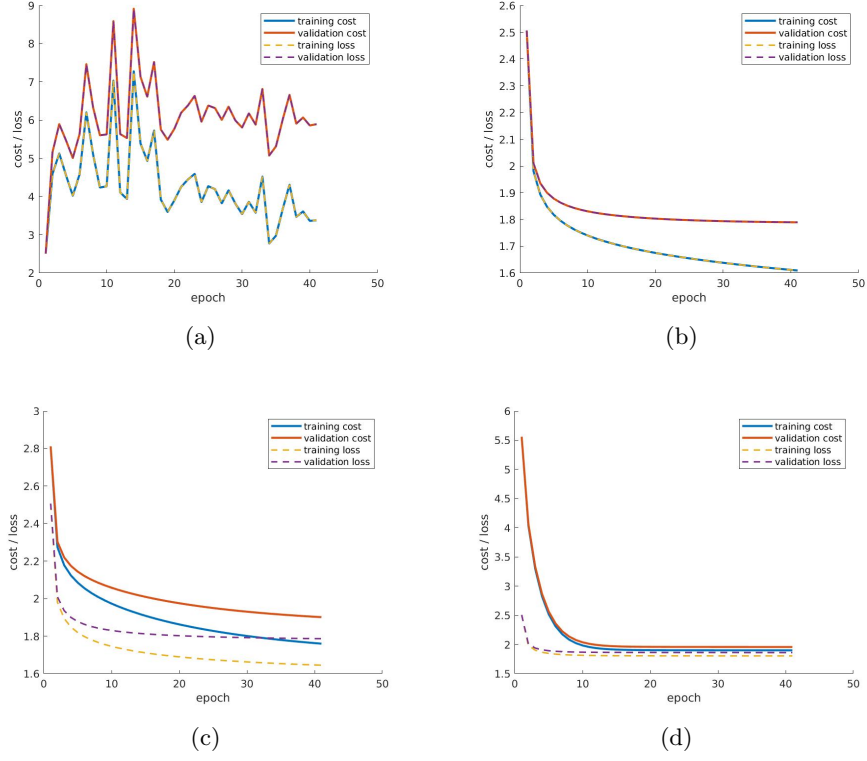 9
8
7
6
5
4
3
2
cost / loss
0 10 20 30 40 50
epoch
training cost
validation cost
training loss
validation loss
(a)
2.6
2.5
2.4
2.3
2.2
2.1
2
1.9
1.8
1.7
1.6
cost / loss
0 10 20 30 40 50
epoch
training cost
validation cost
training loss
validation loss
(b)
3
2.8
2.6
2.4
2.2
2
1.8
1.6
cost / loss
0 10 20 30 40 50
epoch
training cost
validation cost
training loss
validation loss
(c)
6
5.5
5
4.5
4
3.5
3
2.5
2
1.5
cost / loss
0 10 20 30 40 50
epoch
training cost
validation cost
training loss
validation loss
(d)